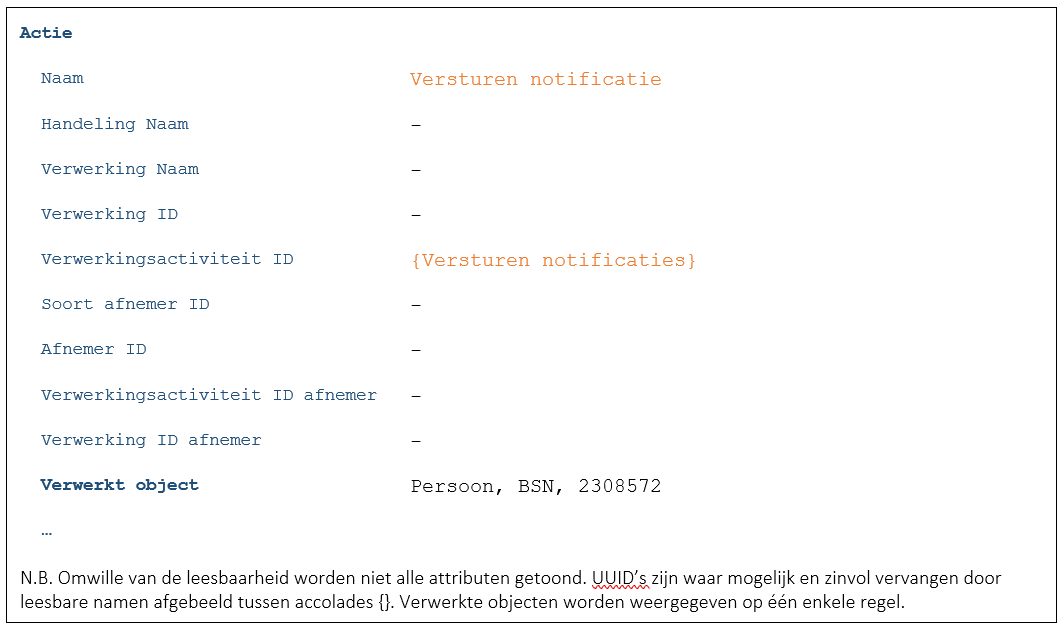 Actie
Naam Versturen notificatie
Handeling Naam –
Verwerking Naam –
Verwerking ID –
Verwerkingsactiviteit ID {Versturen notificaties}
Soort afnemer ID –
Afnemer ID –
Verwerkingsactiviteit ID afnemer –
Verwerking ID afnemer –
Verwerkt object Persoon, BSN, 2308572
…
N.B. Omwille van de leesbaarheid worden niet alle attributen getoond. UUID’s zijn waar mogelijk en zinvol vervangen door
leesbare namen afgebeeld tussen accolades {}. Verwerkte objecten worden weergegeven op één enkele regel.